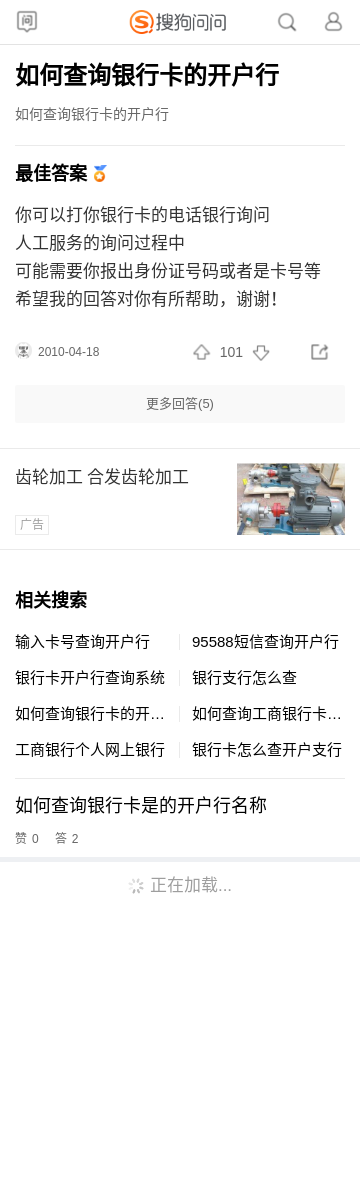 问
搜狗问问
如何查询银行卡的开户行
如何查询银行卡的开户行
最佳答案
你可以打你银行卡的电话银行询问
人工服务的询问过程中
可能需要你报出身份证号码或者是卡号等
希望我的回答对你有所帮助，谢谢！
2010-04-18 101
更多回答(5)
齿轮加工 合发齿轮加工
广告
相关搜索
输入卡号查询开户行 95588短信查询开户行
银行卡开户行查询系统 银行支行怎么查
如何查询银行卡的开… 如何查询工商银行卡…
工商银行个人网上银行 银行卡怎么查开户支行
如何查询银行卡是的开户行名称
赞 0 答 2
正在加载...